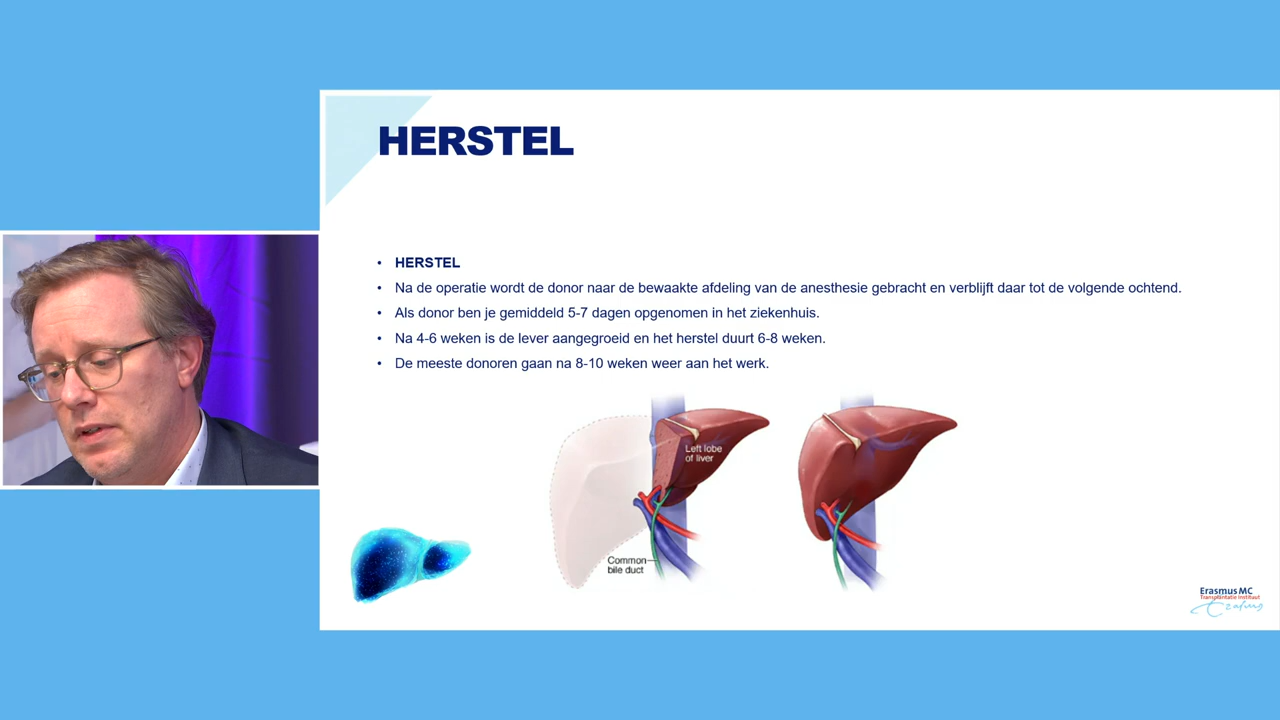 HERSTEL
• HERSTEL
• Na de operatie wordt de donor naar de bewaakte afdeling van de anesthesie gebracht en verblijft daar tot de volgende ochtend.
• Als donor ben je gemiddeld 5-7 dagen opgenomen in het ziekenhuis.
• Na 4-6 weken is de lever aangegroeid en het herstel duurt 6-8 weken.
• De meeste donoren gaan na 8-10 weken weer aan het werk.
Left lobe
of liver
Common
bile duct
Erasmus MC
Transplantatie Instituut
Erasmus